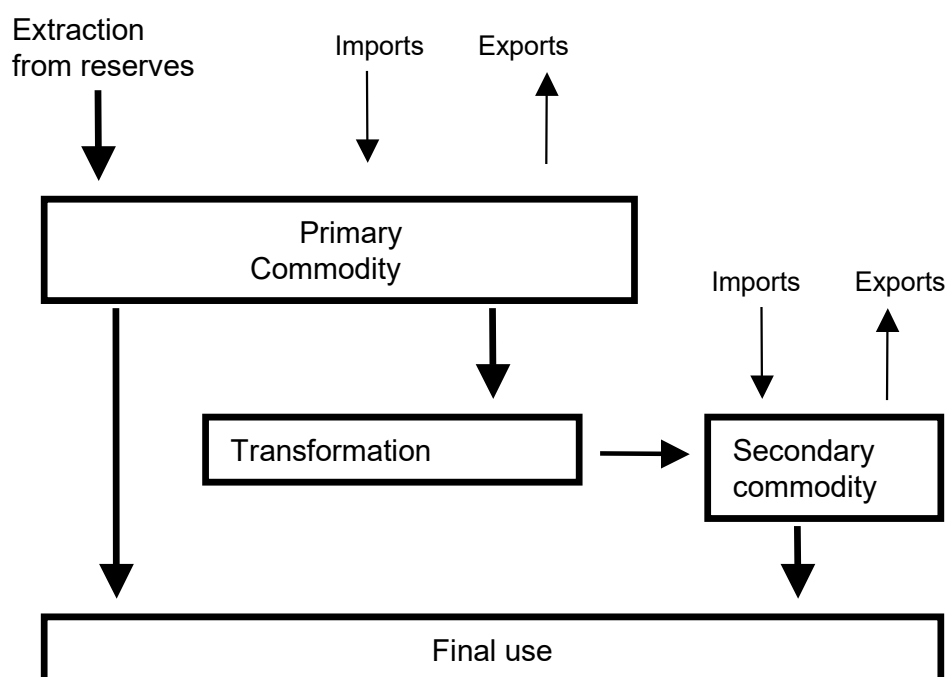 Extraction
from reserves
Imports
Exports
Primary
Commodity
Imports
Exports
Transformation
Secondary
commodity
Final use